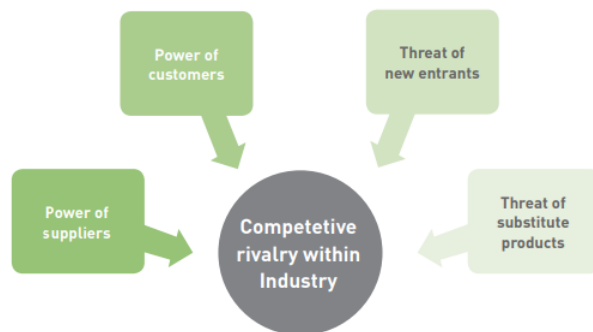 Power of
customers
Threat of
new entrants
Power of
suppliers
Competetive
rivalry within
Industry
Threat of
substitute
products